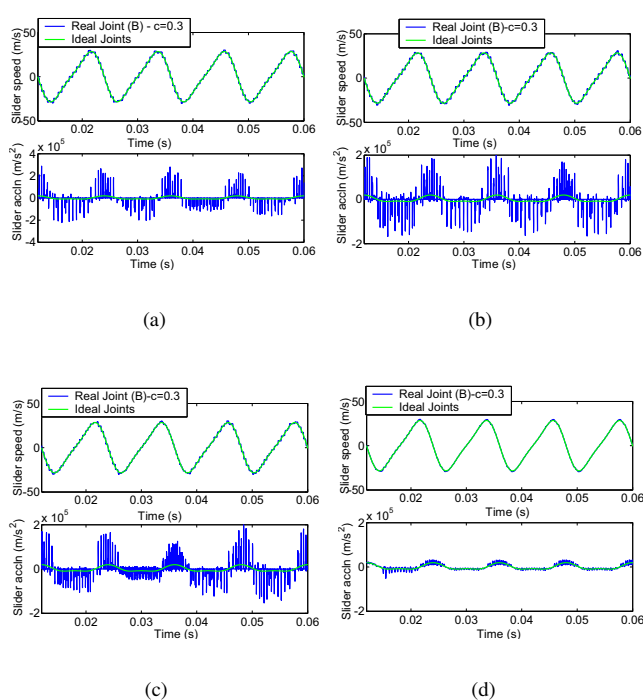 Real Joint (B) - c=0.3
Ideal Joints
Slider speed (m/s)
50
0
-50
0.02 0.03 0.04 0.05 0.06
Time (s)
x 10^5
Slider accln (m/s^2)
4
2
0
-2
-4
0.02 0.03 0.04 0.05 0.06
Time (s)
(a)
Real Joint (B)-c=0.3
Ideal Joints
Slider speed (m/s)
50
0
-50
0.02 0.03 0.04 0.05 0.06
Time (s)
x 10^5
Slider accln (m/s^2)
2
0
-2
0.02 0.03 0.04 0.05 0.06
Time (s)
(b)
Real Joint (B)-c=0.3
Ideal Joints
Slider speed (m/s)
50
0
-50
0.02 0.03 0.04 0.05 0.06
Time (s)
x 10^5
Slider accln (m/s^2)
2
0
-2
0.02 0.03 0.04 0.05 0.06
Time (s)
(c)
Real Joint (B)-c=0.3
Ideal Joints
Slider speed (m/s)
50
0
-50
0.02 0.03 0.04 0.05 0.06
Time (s)
x 10^5
Slider accln (m/s^2)
2
0
-2
0.02 0.03 0.04 0.05 0.06
Time (s)
(d)